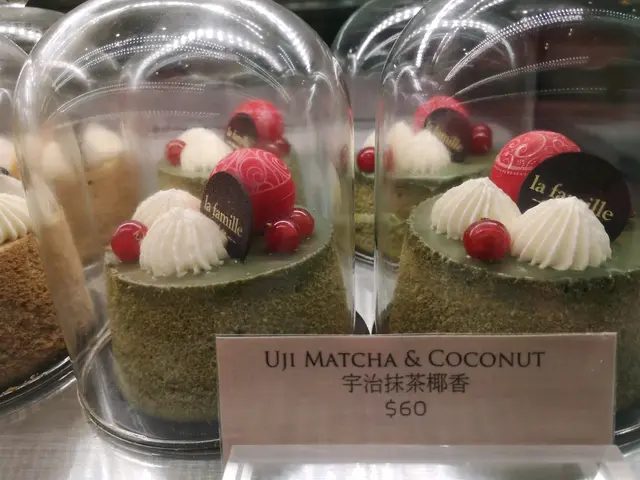 la famille
la famille
UJI MATCHA & COCONUT
宇治抹茶椰香
$60